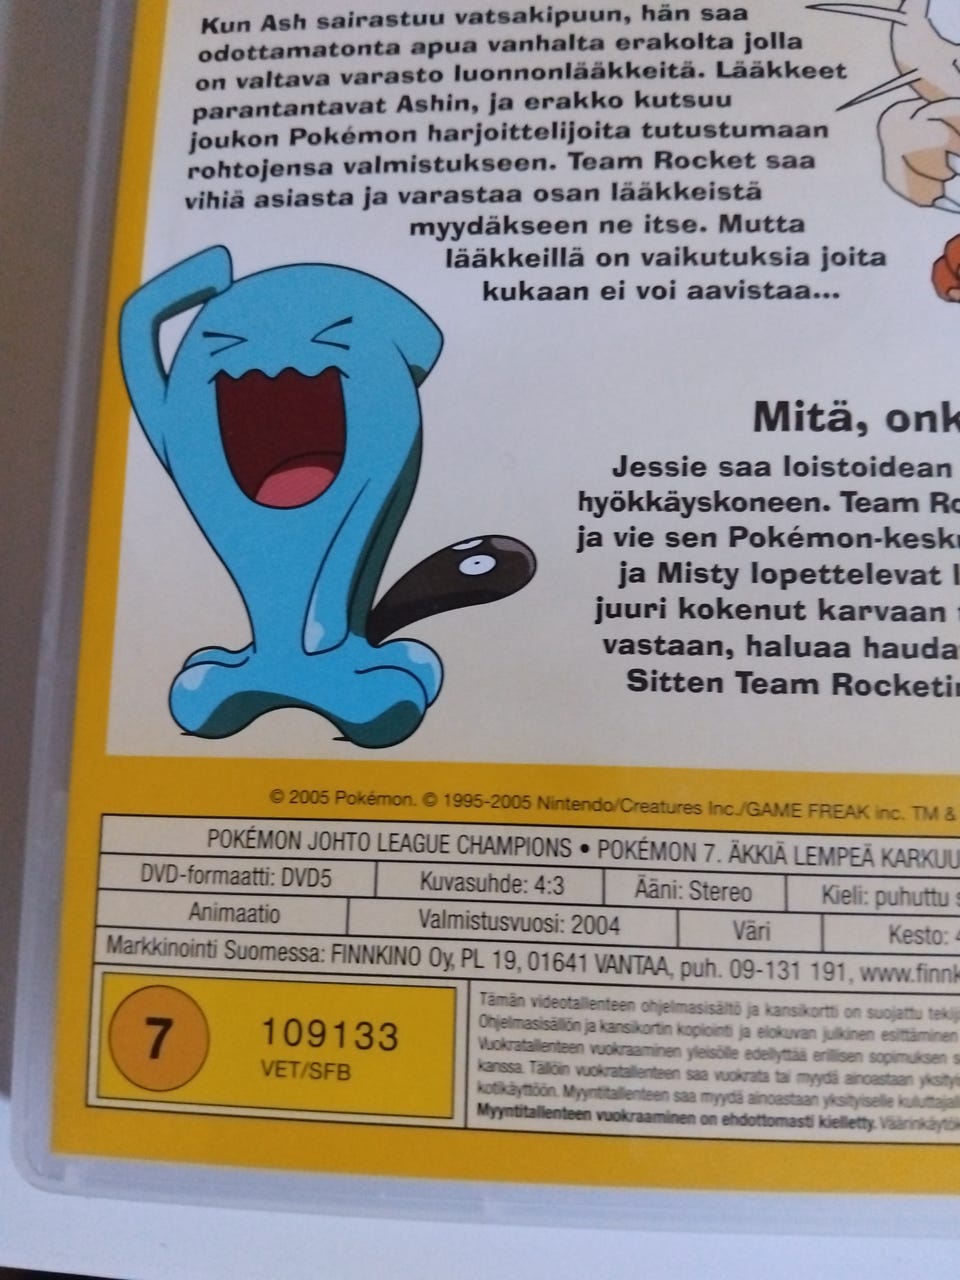 Kun Ash sairastuu vatsakipuun, hän saa
odottamatonta apua vanhalta erakolta jolla
on valtava varasto luonnonlääkkeitä. Lääkkeet
parantantavat Ashin, ja erakko kutsuu
joukon Pokémon harjoittelijoita tutustumaan
rohtojensa valmistukseen. Team Rocket saa
vihiä asiasta ja varastaa osan lääkkeistä
myydäkseen ne itse. Mutta
lääkkeillä on vaikutuksia joita
kukaan ei voi aavistaa...
Mitä, onk
Jessie saa loistoidean
hyökkäyskoneen. Team Ro
ja vie sen Pokémon-kesku
ja Misty lopettelevat l
juuri kokenut karvaan
vastaan, haluaa hauda
Sitten Team Rocketin
© 2005 Pokémon. © 1995-2005 Nintendo/Creatures Inc./GAME FREAK inc. TM &
POKÉMON JOHTO LEAGUE CHAMPIONS • POKÉMON 7. ÄKKIÄ LEMPEÄ KARKUU
DVD-formaatti: DVD5 Kuvasuhde: 4:3 Ääni: Stereo Kieli: puhuttu s
Animaatio Valmistusvuosi: 2004 Väri Kesto: 4
Markkinointi Suomessa: FINNKINO Oy, PL 19, 01641 VANTAA, puh. 09-131 191, www.finnk
7 109133
VET/SFB
Tämän videotallenteen ohjelmasisältö ja kansikortti on suojattu tekij
Ohjelmasisällön ja kansikortin kopiointi ja elokuvan julkinen esittäminen
Vuokratallenteen vuokraaminen yleisölle edellyttää erillisen sopimuksen s
kanssa. Tällöin vuokratallenteen saa vuokrata tai myydä ainoastaan yksityi
kotikäyttöön. Myyntitallenteen saa myydä ainoastaan yksityiselle kuluttajal
Myyntitallenteen vuokraaminen on ehdottomasti kielletty. Väärinkäytök